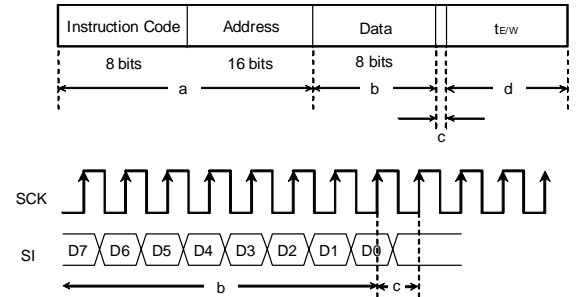 Instruction Code Address Data tE/W
8 bits 16 bits 8 bits
a b d
c
SCK
SI D7 D6 D5 D4 D3 D2 D1 D0
b c